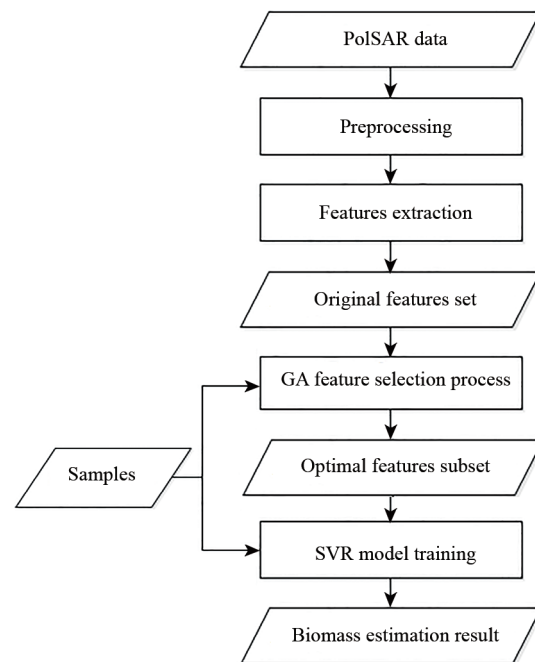 PolSAR data
Preprocessing
Features extraction
Original features set
GA feature selection process
Samples
Optimal features subset
SVR model training
Biomass estimation result